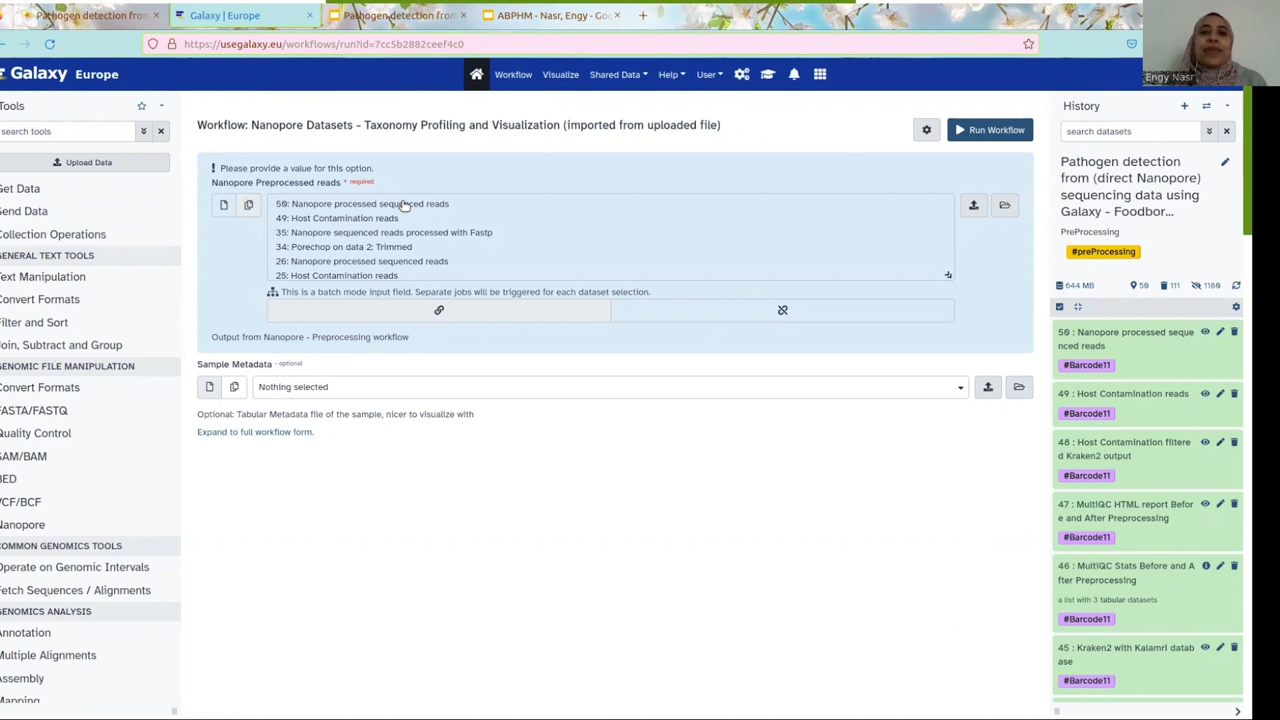 Pathogen detection from
Galaxy | Europe
Pathogen detection from
ABPHM - Nasr, Engy - Goo
https://usegalaxy.eu/workflows/run?id=7cc5b2882ceef4c0
Galaxy Europe
Workflow
Visualize
Shared Data
Help
User
Engy Nasr
Tools
search tools
Upload Data
Get Data
Send Data
Collection Operations
GENERAL TEXT TOOLS
Text Manipulation
Convert Formats
Filter and Sort
Join, Subtract and Group
GENOMIC FILE MANIPULATION
Convert Formats
FASTA/FASTQ
Quality Control
SAM/BAM
BED
VCF/BCF
Nanopore
COMMON GENOMICS TOOLS
Operate on Genomic Intervals
Fetch Sequences / Alignments
GENOMICS ANALYSIS
Annotation
Multiple Alignments
Assembly
Mapping
Workflow: Nanopore Datasets - Taxonomy Profiling and Visualization (imported from uploaded file)
Run Workflow
Please provide a value for this option.
Nanopore Preprocessed reads * required
50: Nanopore processed sequenced reads
49: Host Contamination reads
35: Nanopore sequenced reads processed with Fastp
34: Porechop on data 2: Trimmed
26: Nanopore processed sequenced reads
25: Host Contamination reads
This is a batch mode input field. Separate jobs will be triggered for each dataset selection.
Output from Nanopore - Preprocessing workflow
Sample Metadata - optional
Nothing selected
Optional: Tabular Metadata file of the sample, nicer to visualize with
Expand to full workflow form.
History
search datasets
Pathogen detection
from (direct Nanopore)
sequencing data using
Galaxy - Foodbor...
PreProcessing
#preProcessing
644 MB
50
111
1180
50 : Nanopore processed seque
nced reads
#Barcode11
49 : Host Contamination reads
#Barcode11
48 : Host Contamination filtere
d Kraken2 output
#Barcode11
47 : MultiQC HTML report Befor
e and After Preprocessing
#Barcode11
46 : MultiQC Stats Before and A
fter Preprocessing
a list with 3 tabular datasets
#Barcode11
45 : Kraken2 with Kalamri datab
ase
#Barcode11